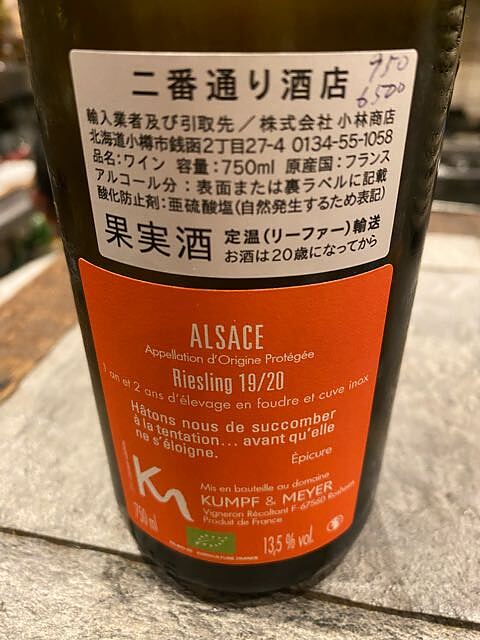 二番通り酒店
950
6500
輸入業者及び引取先／株式会社 小林商店
北海道小樽市銭函2丁目27-4 0134-55-1058
品名:ワイン 容量:750ml 原産国:フランス
アルコール分:表面または裏ラベルに記載
酸化防止剤:亜硫酸塩(自然発生するため表記)
果実酒 定温(リーファー)輸送
お酒は20歳になってから
ALSACE
Appellation d'Origine Protégée
Riesling 19/20
1 an et 2 ans d'élevage en foudre et cuve inox
Hâtons nous de succomber
à la tentation... avant qu'elle
ne s'éloigne.
Épicure
Mis en bouteille au domaine
KUMPF & MEYER
Vigneron Récoltant F-67560 Rosheim
Produit de France
KM
750 ml
13,5 % vol.
AGRICULTURE FRANCE